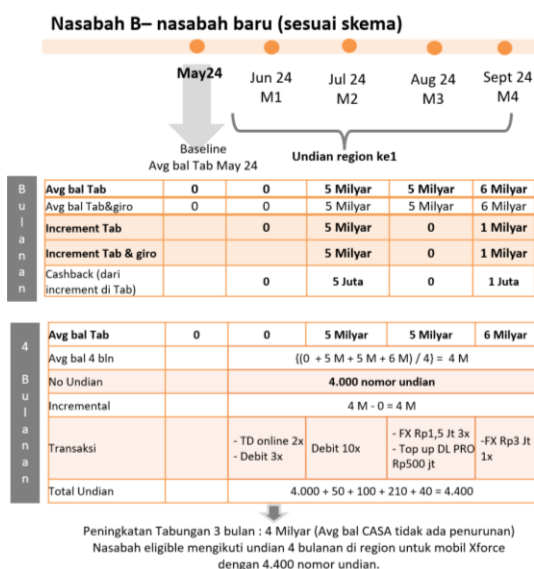 Nasabah B– nasabah baru (sesuai skema)
May24 Jun 24 Jul 24 Aug 24 Sept 24
M1 M2 M3 M4
Baseline
Avg bal Tab May 24
Undian region ke1
Bulanan
Avg bal Tab 0 0 5 Milyar 5 Milyar 6 Milyar
Avg bal Tab&giro 0 0 5 Milyar 5 Milyar 6 Milyar
Increment Tab 0 5 Milyar 0 1 Milyar
Increment Tab & giro 5 Milyar 0 1 Milyar
Cashback (dari
increment di Tab) 0 5 Juta 0 1 Juta
4 Bulanan
Avg bal Tab 0 0 5 Milyar 5 Milyar 6 Milyar
Avg bal 4 bln {(0 + 5 M + 5 M + 6 M) / 4} = 4 M
No Undian 4.000 nomor undian
Incremental 4 M - 0 = 4 M
Transaksi
- TD online 2x
- Debit 3x
Debit 10x
- FX Rp1,5 Jt 3x
- Top up DL PRO
Rp500 jt
-FX Rp3 Jt
1x
Total Undian 4.000 + 50 + 100 + 210 + 40 = 4.400
Peningkatan Tabungan 3 bulan : 4 Milyar (Avg bal CASA tidak ada penurunan)
Nasabah eligible mengikuti undian 4 bulanan di region untuk mobil Xforce
dengan 4.400 nomor undian.